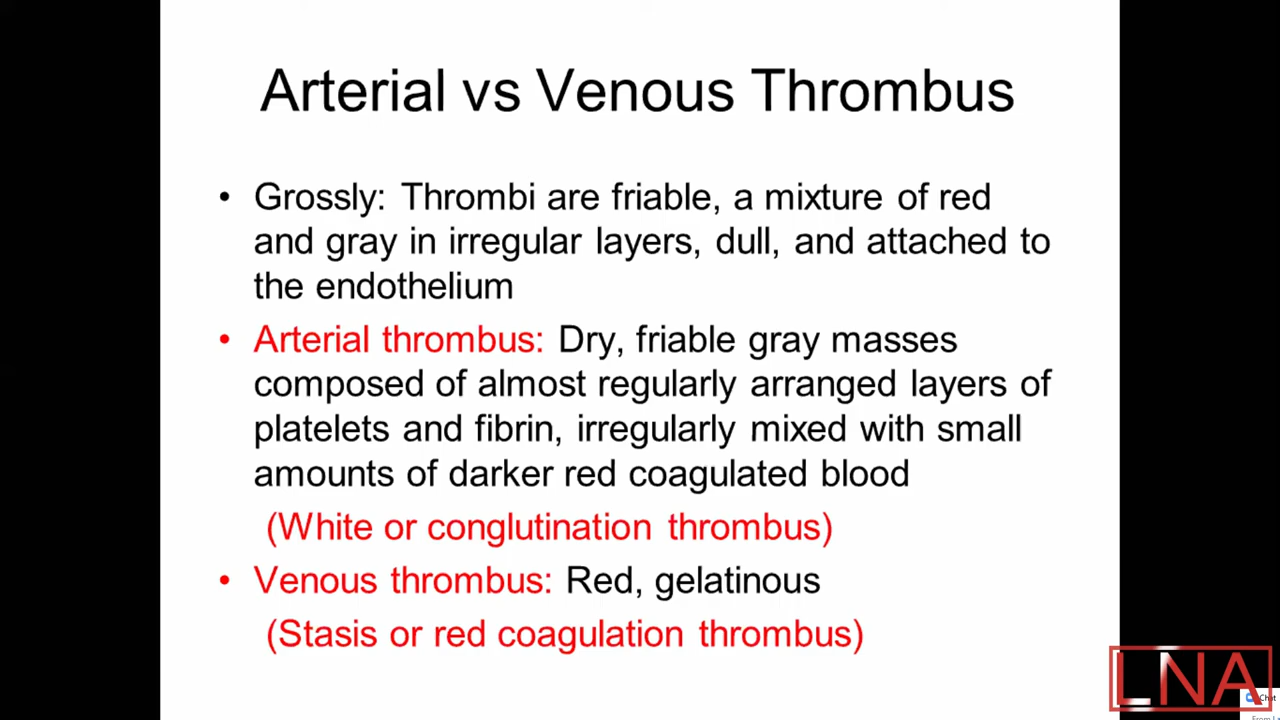 Arterial vs Venous Thrombus
• Grossly: Thrombi are friable, a mixture of red
and gray in irregular layers, dull, and attached to
the endothelium
• Arterial thrombus: Dry, friable gray masses
composed of almost regularly arranged layers of
platelets and fibrin, irregularly mixed with small
amounts of darker red coagulated blood
(White or conglutination thrombus)
• Venous thrombus: Red, gelatinous
(Stasis or red coagulation thrombus)
LNA
Chat